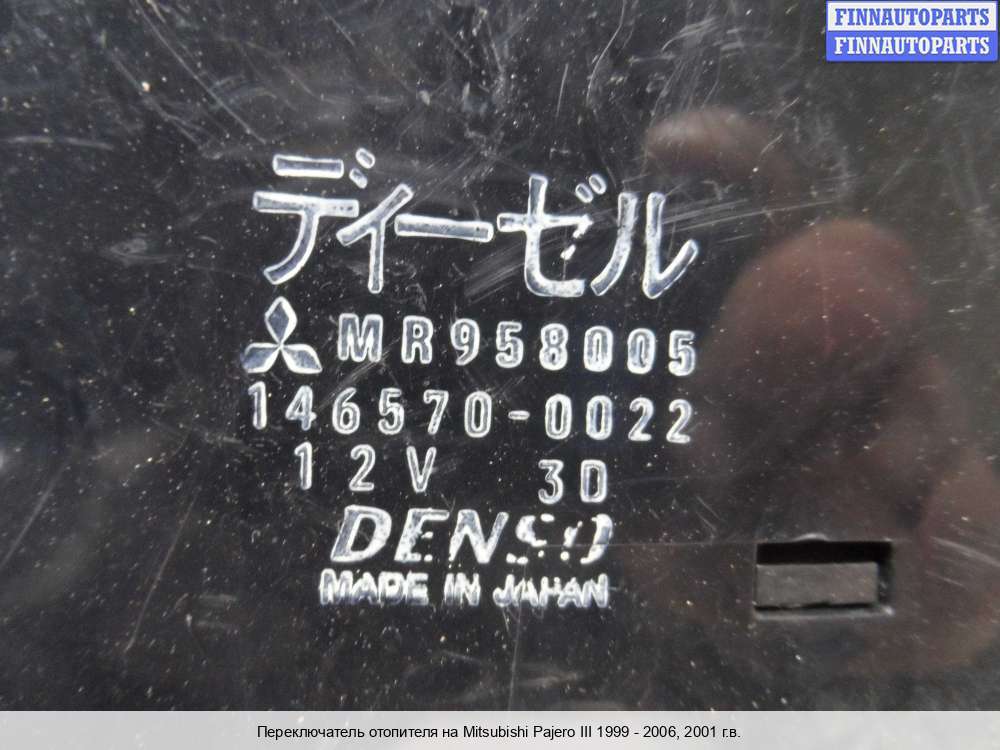 FINNAUTOPARTS
FINNAUTOPARTS
ディーゼル
MR958005
146570-0022
12V 3D
DENSO
MADE IN JAPAN
Переключатель отопителя на Mitsubishi Pajero III 1999 - 2006, 2001 г.в.